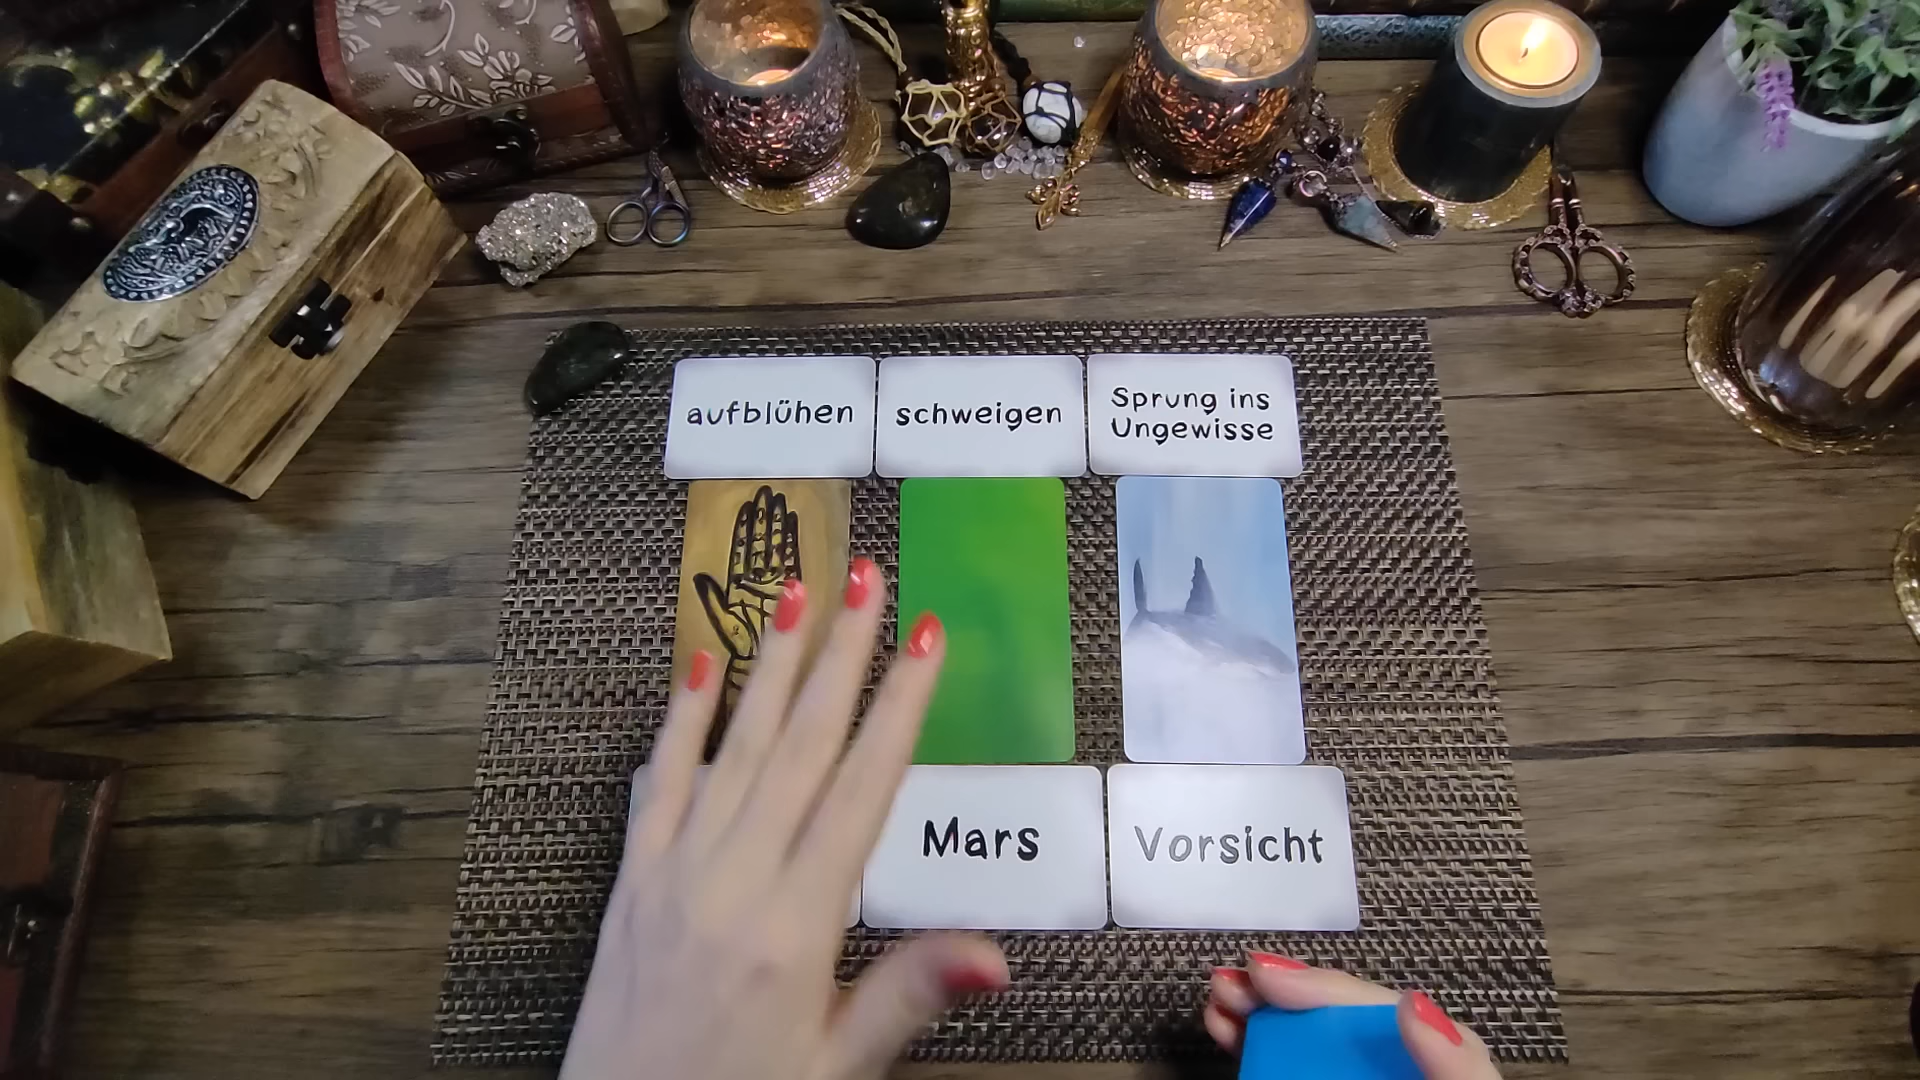 aufblühen
schweigen
Sprung ins
Ungewisse
Mars
Vorsicht